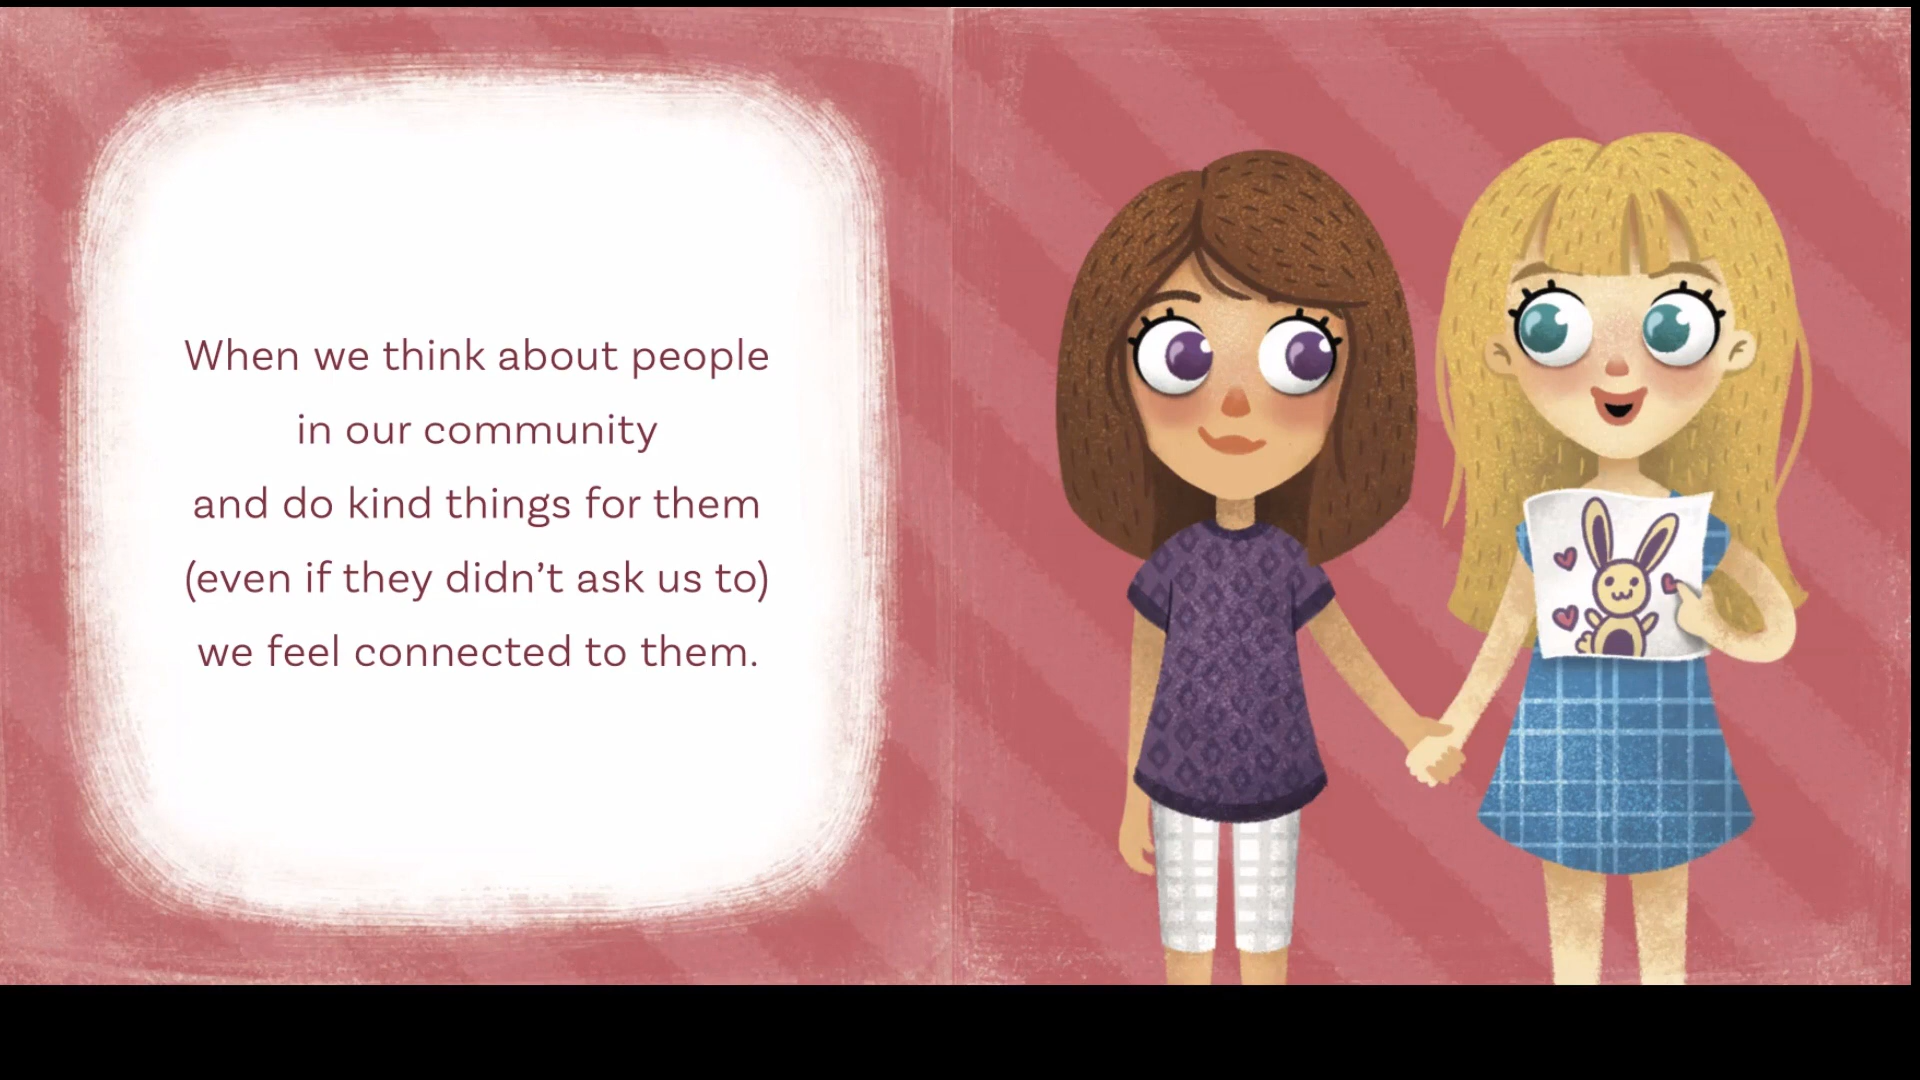 When we think about people
in our community
and do kind things for them
(even if they didn’t ask us to)
we feel connected to them.